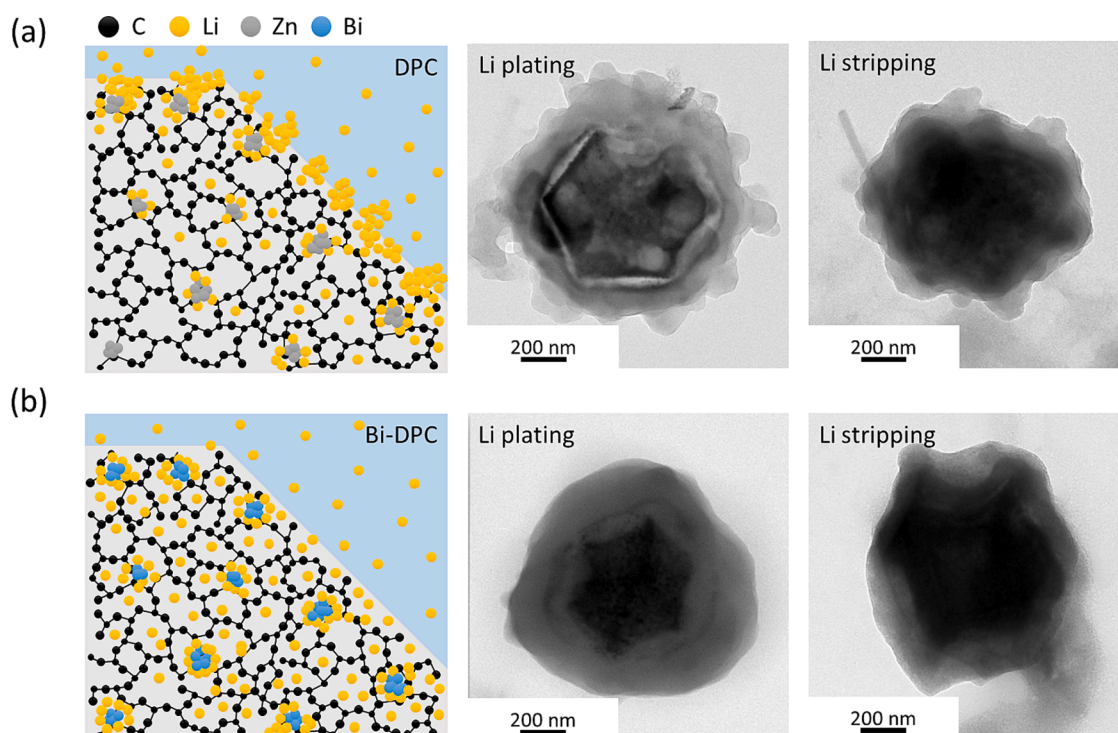 (a)
C Li Zn Bi
DPC
Li plating
200 nm
Li stripping
200 nm
(b)
Bi-DPC
Li plating
200 nm
Li stripping
200 nm